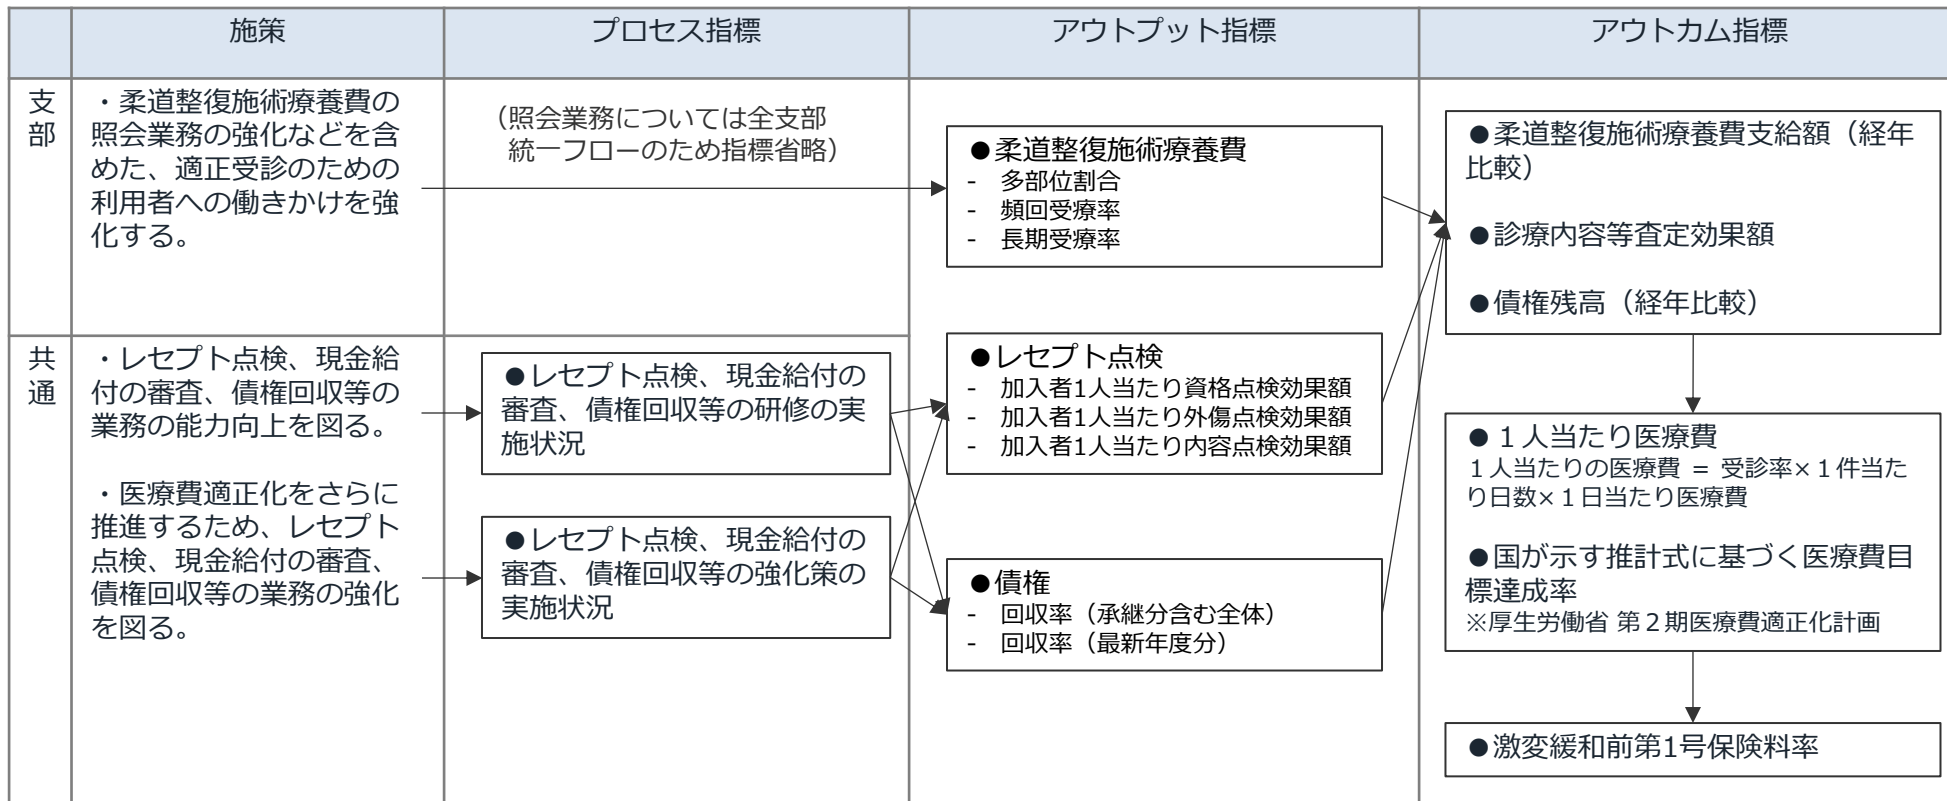 施策
プロセス指標
アウトプット指標
アウトカム指標
支
部
・柔道整復施術療養費の
照会業務の強化などを含
めた、適正受診のための
利用者への働きかけを強
化する。
（照会業務については全支部
統一フローのため指標省略）
●柔道整復施術療養費
- 多部位割合
- 頻回受療率
- 長期受療率
●柔道整復施術療養費支給額（経年
比較）
●診療内容等査定効果額
●債権残高（経年比較）
共
通
・レセプト点検、現金給
付の審査、債権回収等の
業務の能力向上を図る。
・医療費適正化をさらに
推進するため、レセプト
点検、現金給付の審査、
債権回収等の業務の強化
を図る。
●レセプト点検、現金給付の
審査、債権回収等の研修の実
施状況
●レセプト点検、現金給付の
審査、債権回収等の強化策の
実施状況
●レセプト点検
- 加入者1人当たり資格点検効果額
- 加入者1人当たり外傷点検効果額
- 加入者1人当たり内容点検効果額
●債権
- 回収率（承継分含む全体）
- 回収率（最新年度分）
●１人当たり医療費
１人当たりの医療費 = 受診率×１件当た
り日数×１日当たり医療費
●国が示す推計式に基づく医療費目
標達成率
※厚生労働省 第２期医療費適正化計画
●激変緩和前第1号保険料率